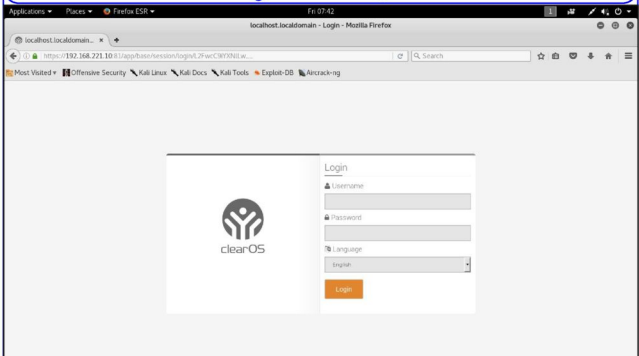 Applications ▾ Places ▾ Firefox ESR ▾ Fri 07:42 1
localhost.localdomain - Login - Mozilla Firefox
localhost.localdomain... ×
https://192.168.221.10:81/app/base/session/login/ Search
Most Visited ▾ Offensive Security Kali Linux Kali Docs Kali Tools Exploit-DB Aircrack-ng
Login
Username
Password
Language
English
Login
clearOS